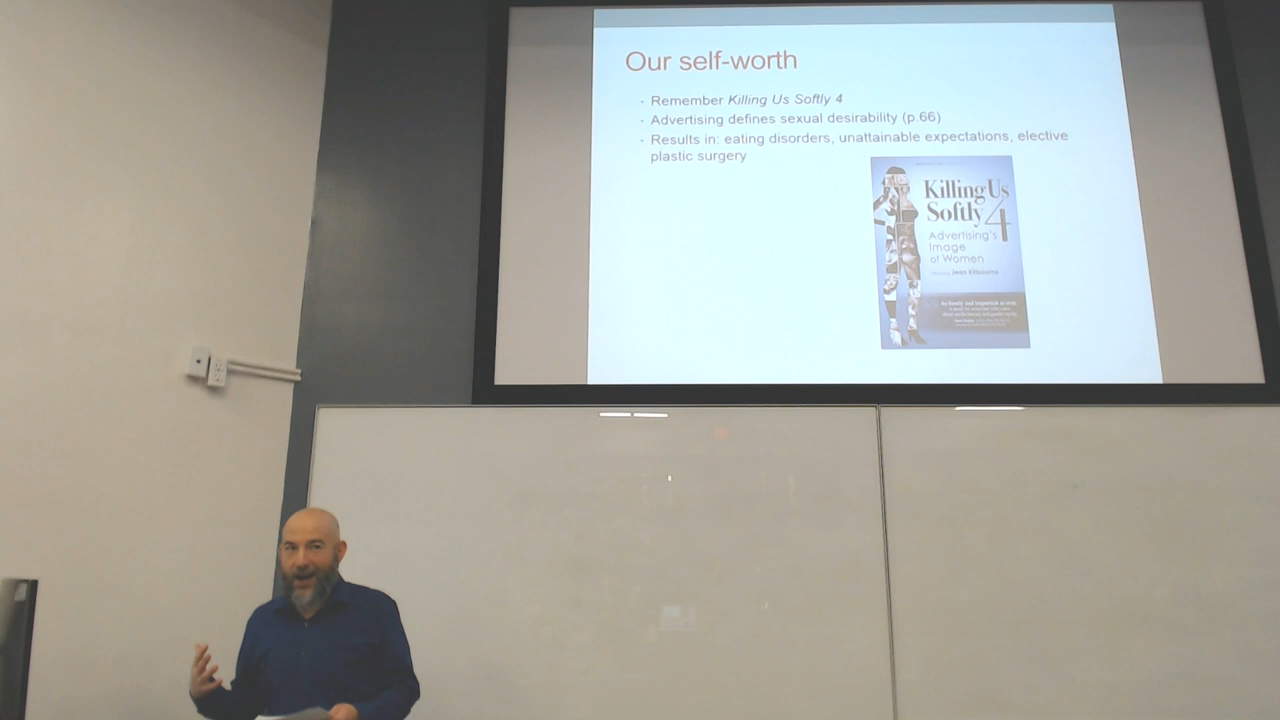 Our self-worth
Remember Killing Us Softly 4
Advertising defines sexual desirability (p.66)
Results in: eating disorders, unattainable expectations, elective
plastic surgery
Killing Us
Softly 4
Advertising's
Image
of Women
Jean Kilbourne